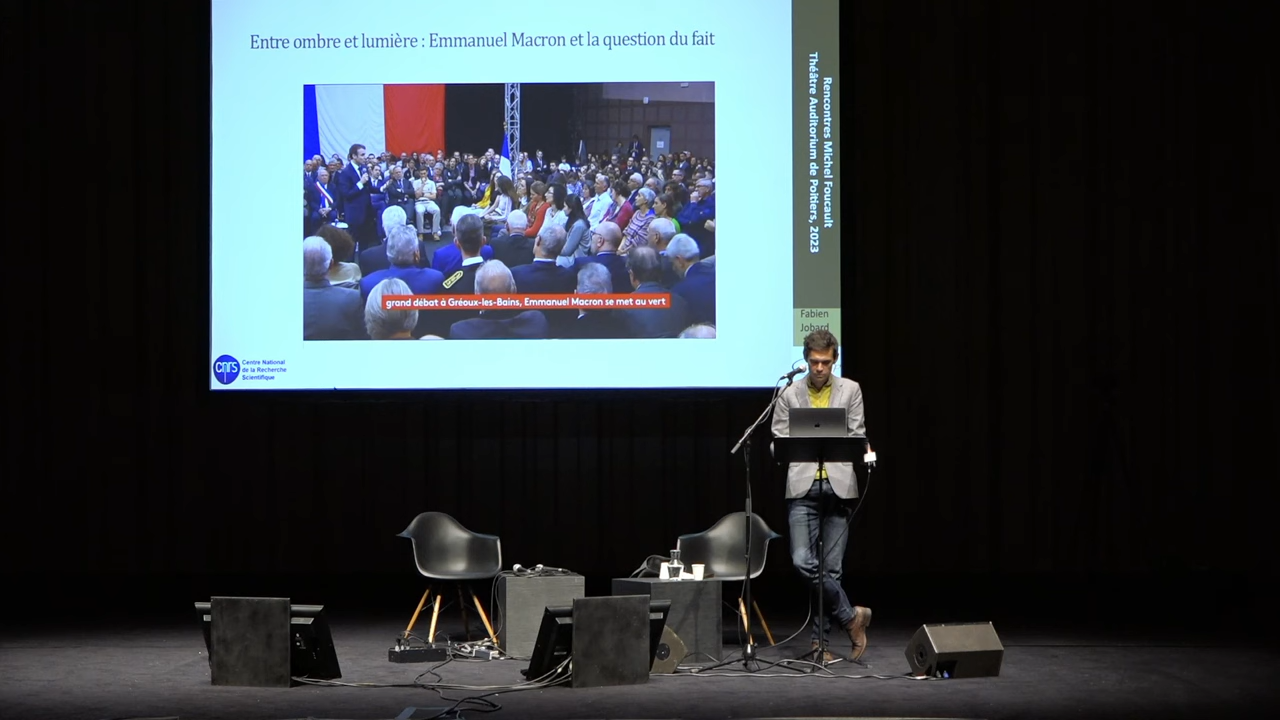 Entre ombre et lumière : Emmanuel Macron et la question du fait
grand débat à Gréoux-les-Bains, Emmanuel Macron se met au vert
cnrs
Centre National
de la Recherche
Scientifique
Rencontres Michel Foucault
Théâtre Auditorium de Poitiers, 2023
Fabien
Jobard